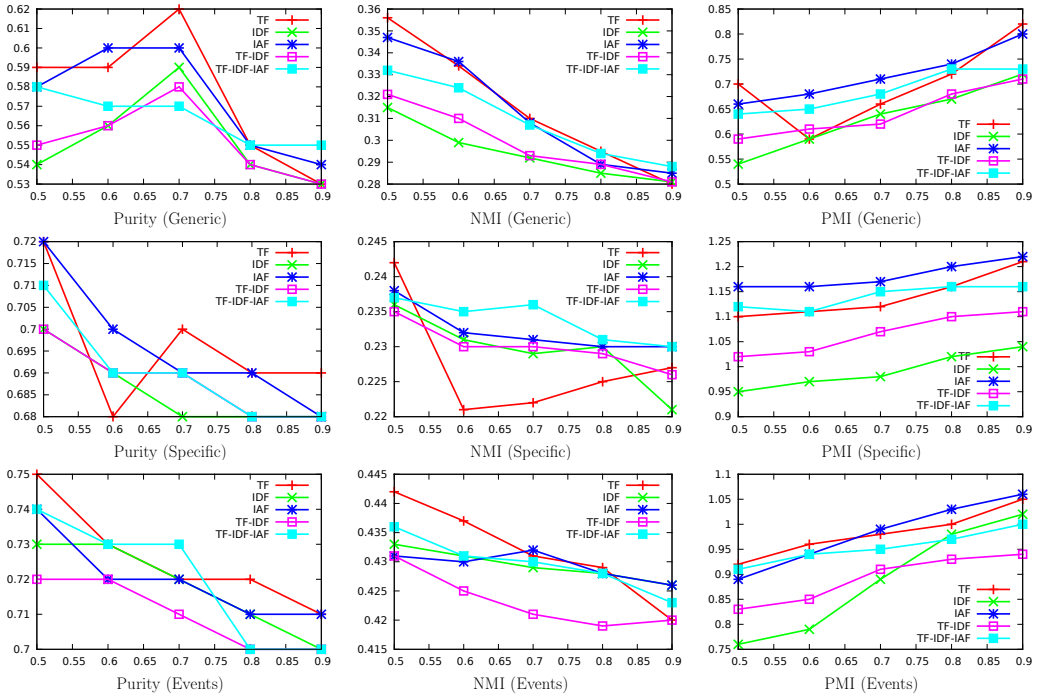 0.62
0.61
0.6
0.59
0.58
0.57
0.56
0.55
0.54
0.53
TF
IDF
IAF
TF-IDF
TF-IDF-IAF
0.5 0.55 0.6 0.65 0.7 0.75 0.8 0.85 0.9
Purity (Generic)
0.36
0.35
0.34
0.33
0.32
0.31
0.3
0.29
0.28
TF
IDF
IAF
TF-IDF
TF-IDF-IAF
0.5 0.55 0.6 0.65 0.7 0.75 0.8 0.85 0.9
NMI (Generic)
0.85
0.8
0.75
0.7
0.65
0.6
0.55
0.5
TF
IDF
IAF
TF-IDF
TF-IDF-IAF
0.5 0.55 0.6 0.65 0.7 0.75 0.8 0.85 0.9
PMI (Generic)
0.72
0.715
0.71
0.705
0.7
0.695
0.69
0.685
0.68
TF
IDF
IAF
TF-IDF
TF-IDF-IAF
0.5 0.55 0.6 0.65 0.7 0.75 0.8 0.85 0.9
Purity (Specific)
0.245
0.24
0.235
0.23
0.225
0.22
TF
IDF
IAF
TF-IDF
TF-IDF-IAF
0.5 0.55 0.6 0.65 0.7 0.75 0.8 0.85 0.9
NMI (Specific)
1.25
1.2
1.15
1.1
1.05
1
0.95
0.9
TF
IDF
IAF
TF-IDF
TF-IDF-IAF
0.5 0.55 0.6 0.65 0.7 0.75 0.8 0.85 0.9
PMI (Specific)
0.75
0.74
0.73
0.72
0.71
0.7
TF
IDF
IAF
TF-IDF
TF-IDF-IAF
0.5 0.55 0.6 0.65 0.7 0.75 0.8 0.85 0.9
Purity (Events)
0.445
0.44
0.435
0.43
0.425
0.42
0.415
TF
IDF
IAF
TF-IDF
TF-IDF-IAF
0.5 0.55 0.6 0.65 0.7 0.75 0.8 0.85 0.9
NMI (Events)
1.1
1.05
1
0.95
0.9
0.85
0.8
0.75
TF
IDF
IAF
TF-IDF
TF-IDF-IAF
0.5 0.55 0.6 0.65 0.7 0.75 0.8 0.85 0.9
PMI (Events)